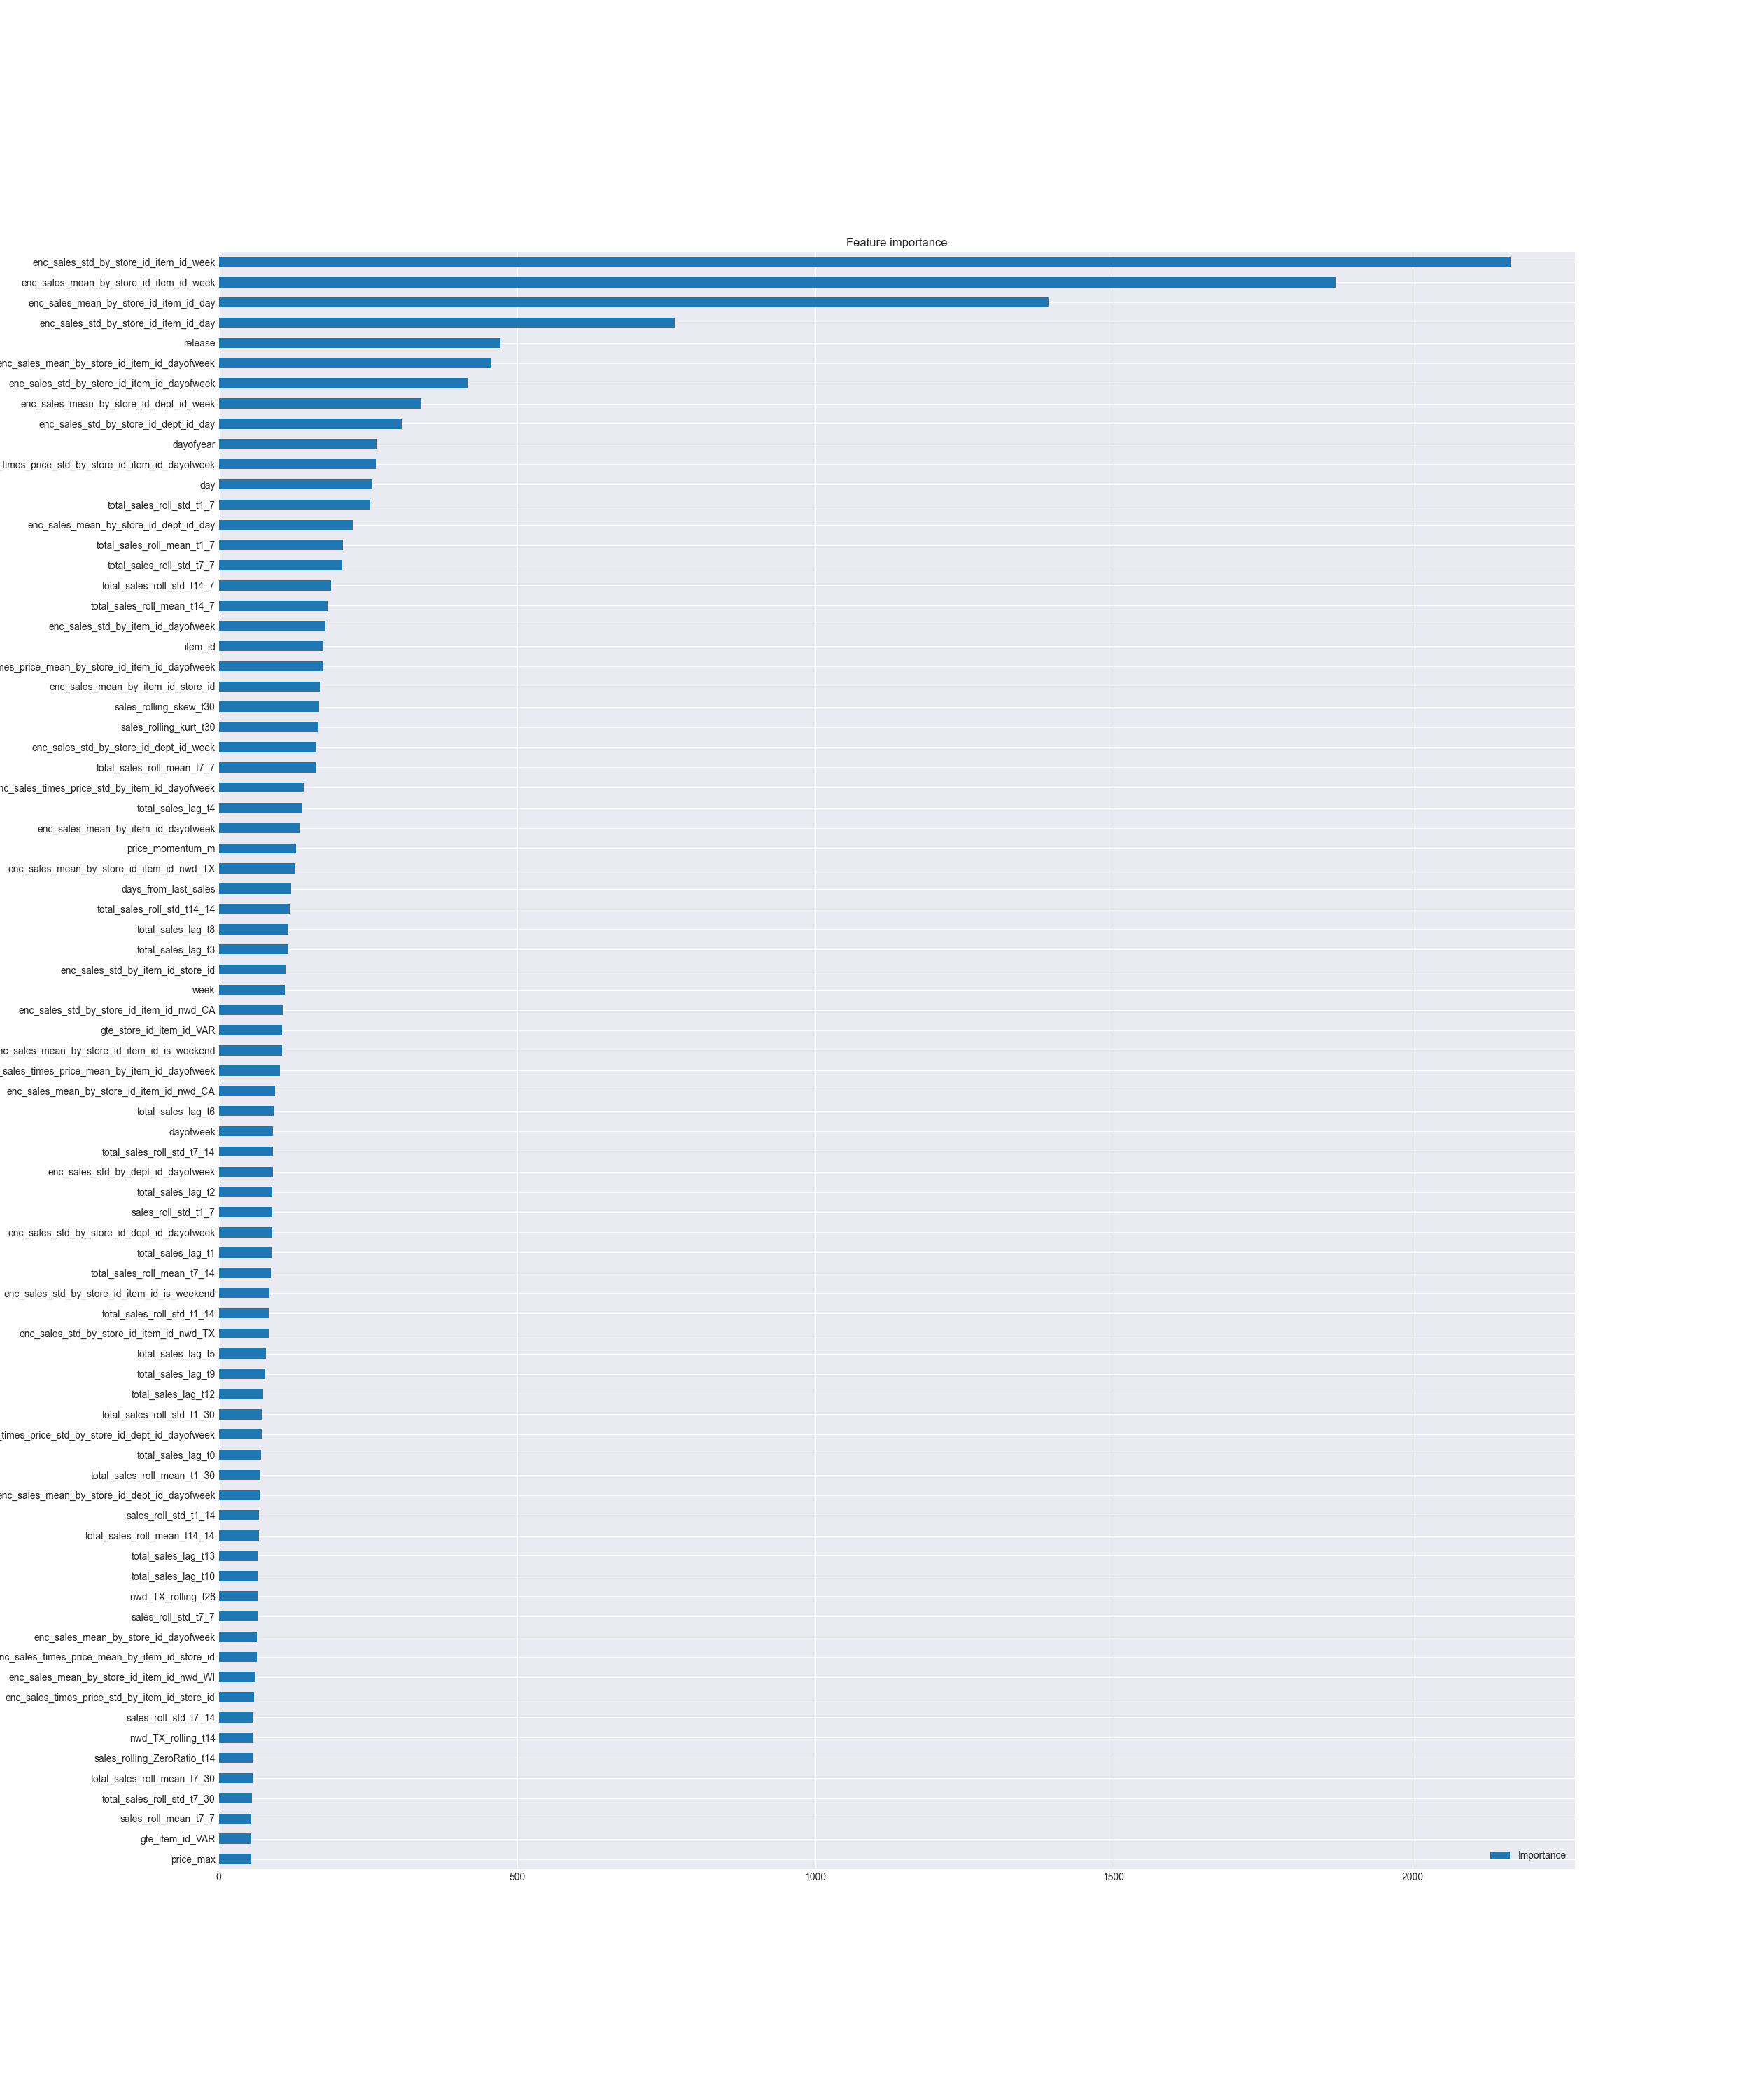 Feature importance
enc_sales_std_by_store_id_item_id_week
enc_sales_mean_by_store_id_item_id_week
enc_sales_mean_by_store_id_item_id_day
enc_sales_std_by_store_id_item_id_day
release
enc_sales_mean_by_store_id_item_id_dayofweek
enc_sales_std_by_store_id_item_id_dayofweek
enc_sales_mean_by_store_id_dept_id_week
enc_sales_std_by_store_id_dept_id_day
dayofyear
_times_price_std_by_store_id_item_id_dayofweek
day
total_sales_roll_std_t1_7
enc_sales_mean_by_store_id_dept_id_day
total_sales_roll_mean_t1_7
total_sales_roll_std_t7_7
total_sales_roll_std_t14_7
total_sales_roll_mean_t14_7
enc_sales_std_by_item_id_dayofweek
item_id
mes_price_mean_by_store_id_item_id_dayofweek
enc_sales_mean_by_item_id_store_id
sales_rolling_skew_t30
sales_rolling_kurt_t30
enc_sales_std_by_store_id_dept_id_week
total_sales_roll_mean_t7_7
nc_sales_times_price_std_by_item_id_dayofweek
total_sales_lag_t4
enc_sales_mean_by_item_id_dayofweek
price_momentum_m
enc_sales_mean_by_store_id_item_id_nwd_TX
days_from_last_sales
total_sales_roll_std_t14_14
total_sales_lag_t8
total_sales_lag_t3
enc_sales_std_by_item_id_store_id
week
enc_sales_std_by_store_id_item_id_nwd_CA
gte_store_id_item_id_VAR
nc_sales_mean_by_store_id_item_id_is_weekend
_sales_times_price_mean_by_item_id_dayofweek
enc_sales_mean_by_store_id_item_id_nwd_CA
total_sales_lag_t6
dayofweek
total_sales_roll_std_t7_14
enc_sales_std_by_dept_id_dayofweek
total_sales_lag_t2
sales_roll_std_t1_7
enc_sales_std_by_store_id_dept_id_dayofweek
total_sales_lag_t1
total_sales_roll_mean_t7_14
enc_sales_std_by_store_id_item_id_is_weekend
total_sales_roll_std_t1_14
enc_sales_std_by_store_id_item_id_nwd_TX
total_sales_lag_t5
total_sales_lag_t9
total_sales_lag_t12
total_sales_roll_std_t1_30
_times_price_std_by_store_id_dept_id_dayofweek
total_sales_lag_t0
total_sales_roll_mean_t1_30
enc_sales_mean_by_store_id_dept_id_dayofweek
sales_roll_std_t1_14
total_sales_roll_mean_t14_14
total_sales_lag_t13
total_sales_lag_t10
nwd_TX_rolling_t28
sales_roll_std_t7_7
enc_sales_mean_by_store_id_dayofweek
nc_sales_times_price_mean_by_item_id_store_id
enc_sales_mean_by_store_id_item_id_nwd_WI
enc_sales_times_price_std_by_item_id_store_id
sales_roll_std_t7_14
nwd_TX_rolling_t14
sales_rolling_ZeroRatio_t14
total_sales_roll_mean_t7_30
total_sales_roll_std_t7_30
sales_roll_mean_t7_7
gte_item_id_VAR
price_max
Importance
0 500 1000 1500 2000